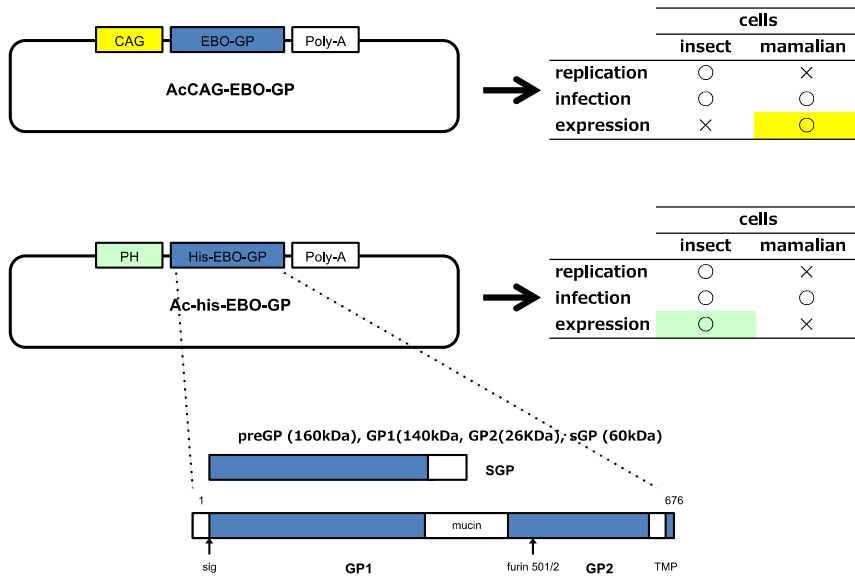 CAG EBO-GP Poly-A
AcCAG-EBO-GP
cells
insect mamalian
replication ○ ×
infection ○ ○
expression × ○
PH His-EBO-GP Poly-A
Ac-his-EBO-GP
cells
insect mamalian
replication ○ ×
infection ○ ○
expression ○ ×
preGP (160kDa), GP1(140kDa, GP2(26KDa), sGP (60kDa)
SGP
1 676
mucin
sig GP1 furin 501/2 GP2 TMP